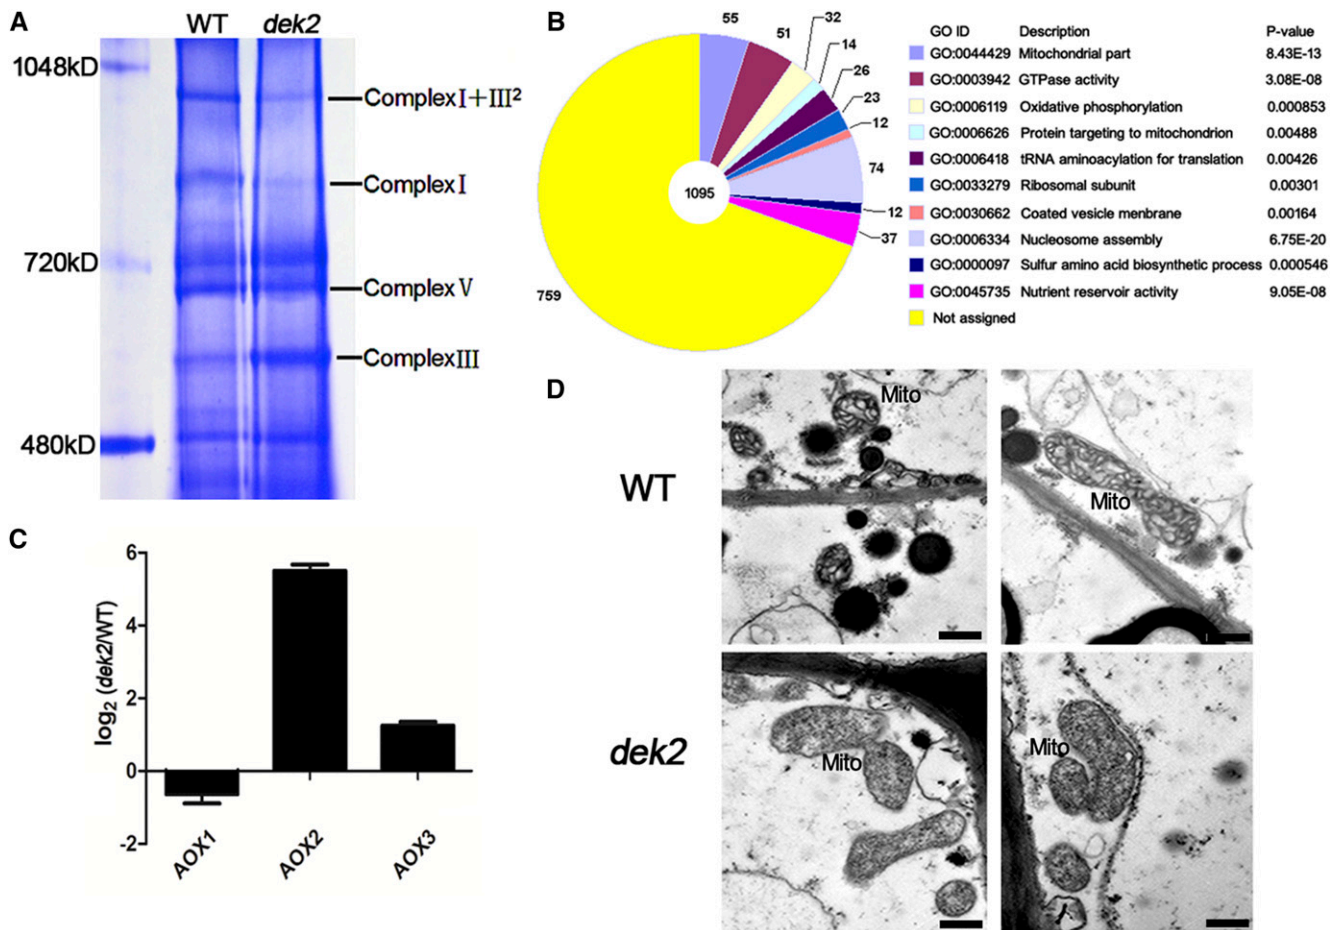 A
WT dek2
1048kD
720kD
480kD
Complex I+III²
Complex I
Complex V
Complex III
B
55
51
32
14
26
23
12
74
12
37
759
1095
GO ID Description P-value
GO:0044429 Mitochondrial part 8.43E-13
GO:0003942 GTPase activity 3.08E-08
GO:0006119 Oxidative phosphorylation 0.000853
GO:0006626 Protein targeting to mitochondrion 0.00488
GO:0006418 tRNA aminoacylation for translation 0.00426
GO:0033279 Ribosomal subunit 0.00301
GO:0030662 Coated vesicle menbrane 0.00164
GO:0006334 Nucleosome assembly 6.75E-20
GO:0000097 Sulfur amino acid biosynthetic process 0.000546
GO:0045735 Nutrient reservoir activity 9.05E-08
Not assigned
C
log₂ (dek2/WT)
6
4
2
0
-2
AOX1
AOX2
AOX3
D
WT
Mito
Mito
dek2
Mito
Mito